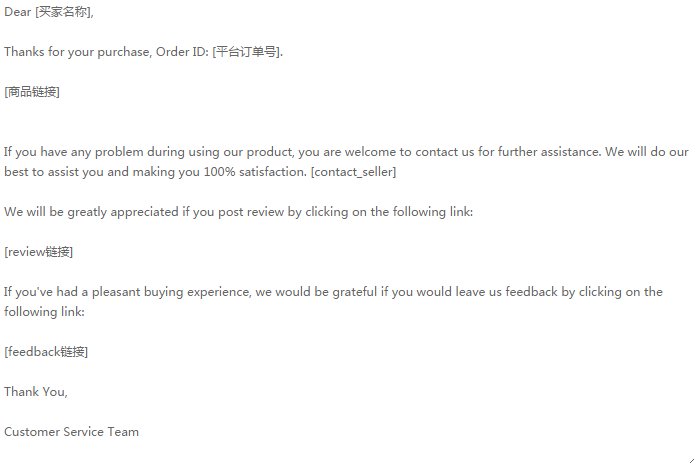 Dear [买家名称],
Thanks for your purchase, Order ID: [平台订单号].
[商品链接]
If you have any problem during using our product, you are welcome to contact us for further assistance. We will do our
best to assist you and making you 100% satisfaction. [contact_seller]
We will be greatly appreciated if you post review by clicking on the following link:
[review链接]
If you've had a pleasant buying experience, we would be grateful if you would leave us feedback by clicking on the
following link:
[feedback链接]
Thank You,
Customer Service Team